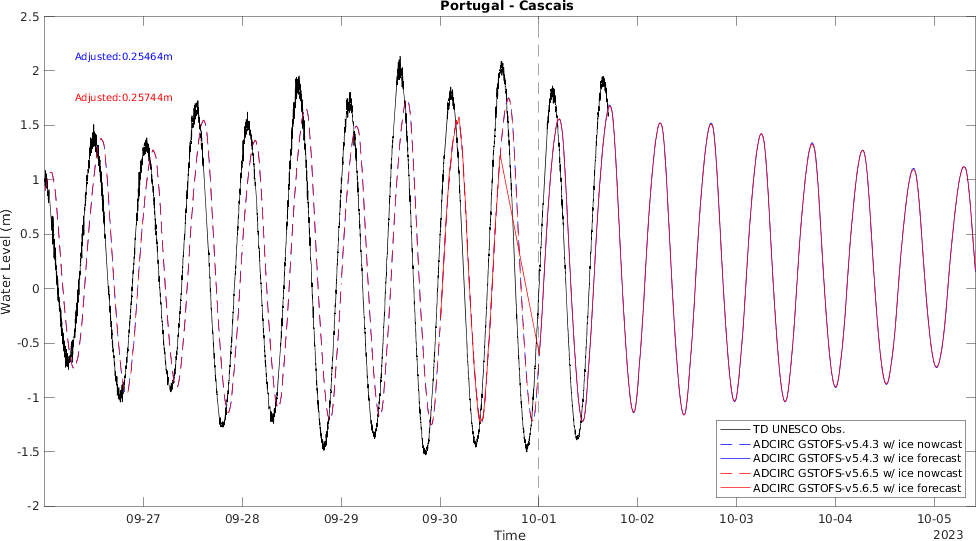 Portugal - Cascais
2.5
2
1.5
1
0.5
0
-0.5
-1
-1.5
-2
Water Level (m)
Adjusted:0.25464m
Adjusted:0.25744m
TD UNESCO Obs.
ADCIRC GSTOFS-v5.4.3 w/ ice nowcast
ADCIRC GSTOFS-v5.4.3 w/ ice forecast
ADCIRC GSTOFS-v5.6.5 w/ ice nowcast
ADCIRC GSTOFS-v5.6.5 w/ ice forecast
09-27 09-28 09-29 09-30 10-01 10-02 10-03 10-04 10-05
Time
2023